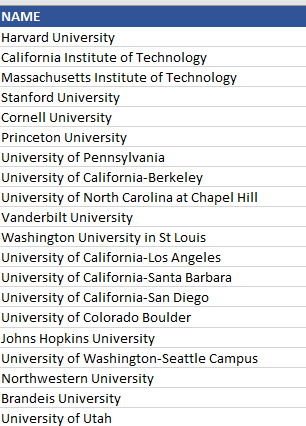 NAME
Harvard University
California Institute of Technology
Massachusetts Institute of Technology
Stanford University
Cornell University
Princeton University
University of Pennsylvania
University of California-Berkeley
University of North Carolina at Chapel Hill
Vanderbilt University
Washington University in St Louis
University of California-Los Angeles
University of California-Santa Barbara
University of California-San Diego
University of Colorado Boulder
Johns Hopkins University
University of Washington-Seattle Campus
Northwestern University
Brandeis University
University of Utah